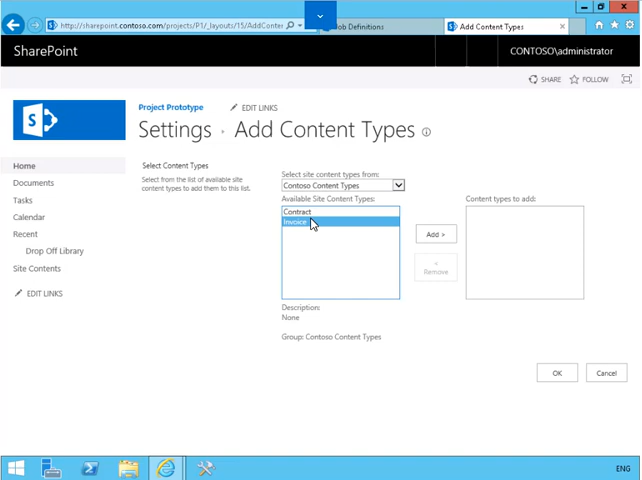 http://sharepoint.contoso.com/projects/P1/_layouts/15/AddConter
Job Definitions
Add Content Types
SharePoint
CONTOSO\administrator
SHARE
FOLLOW
Project Prototype
EDIT LINKS
Settings · Add Content Types
Home
Documents
Tasks
Calendar
Recent
Drop Off Library
Site Contents
EDIT LINKS
Select Content Types
Select from the list of available site
content types to add them to this list.
Select site content types from:
Contoso Content Types
Available Site Content Types:
Contract
Invoice
Add >
<
Remove
Content types to add:
Description:
None
Group: Contoso Content Types
OK
Cancel
ENG